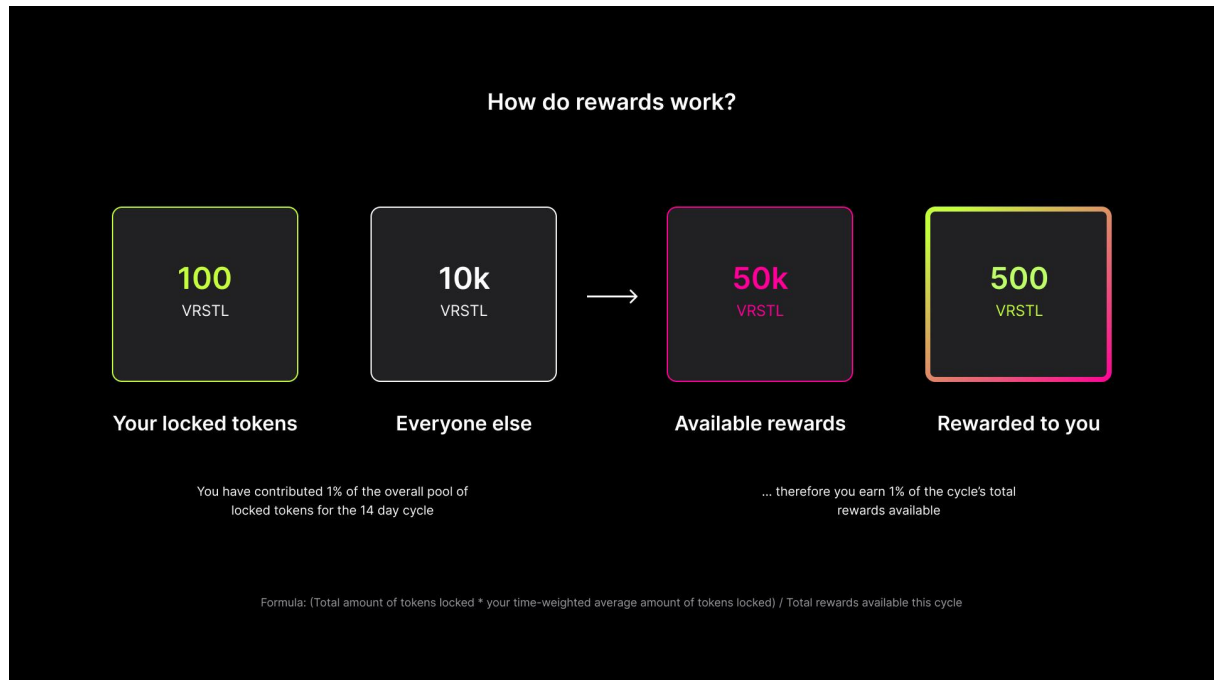 How do rewards work?
100
VRSTL
Your locked tokens
10k
VRSTL
Everyone else
50k
VRSTL
Available rewards
500
VRSTL
Rewarded to you
You have contributed 1% of the overall pool of
locked tokens for the 14 day cycle
... therefore you earn 1% of the cycle’s total
rewards available
Formula: (Total amount of tokens locked * your time-weighted average amount of tokens locked) / Total rewards available this cycle